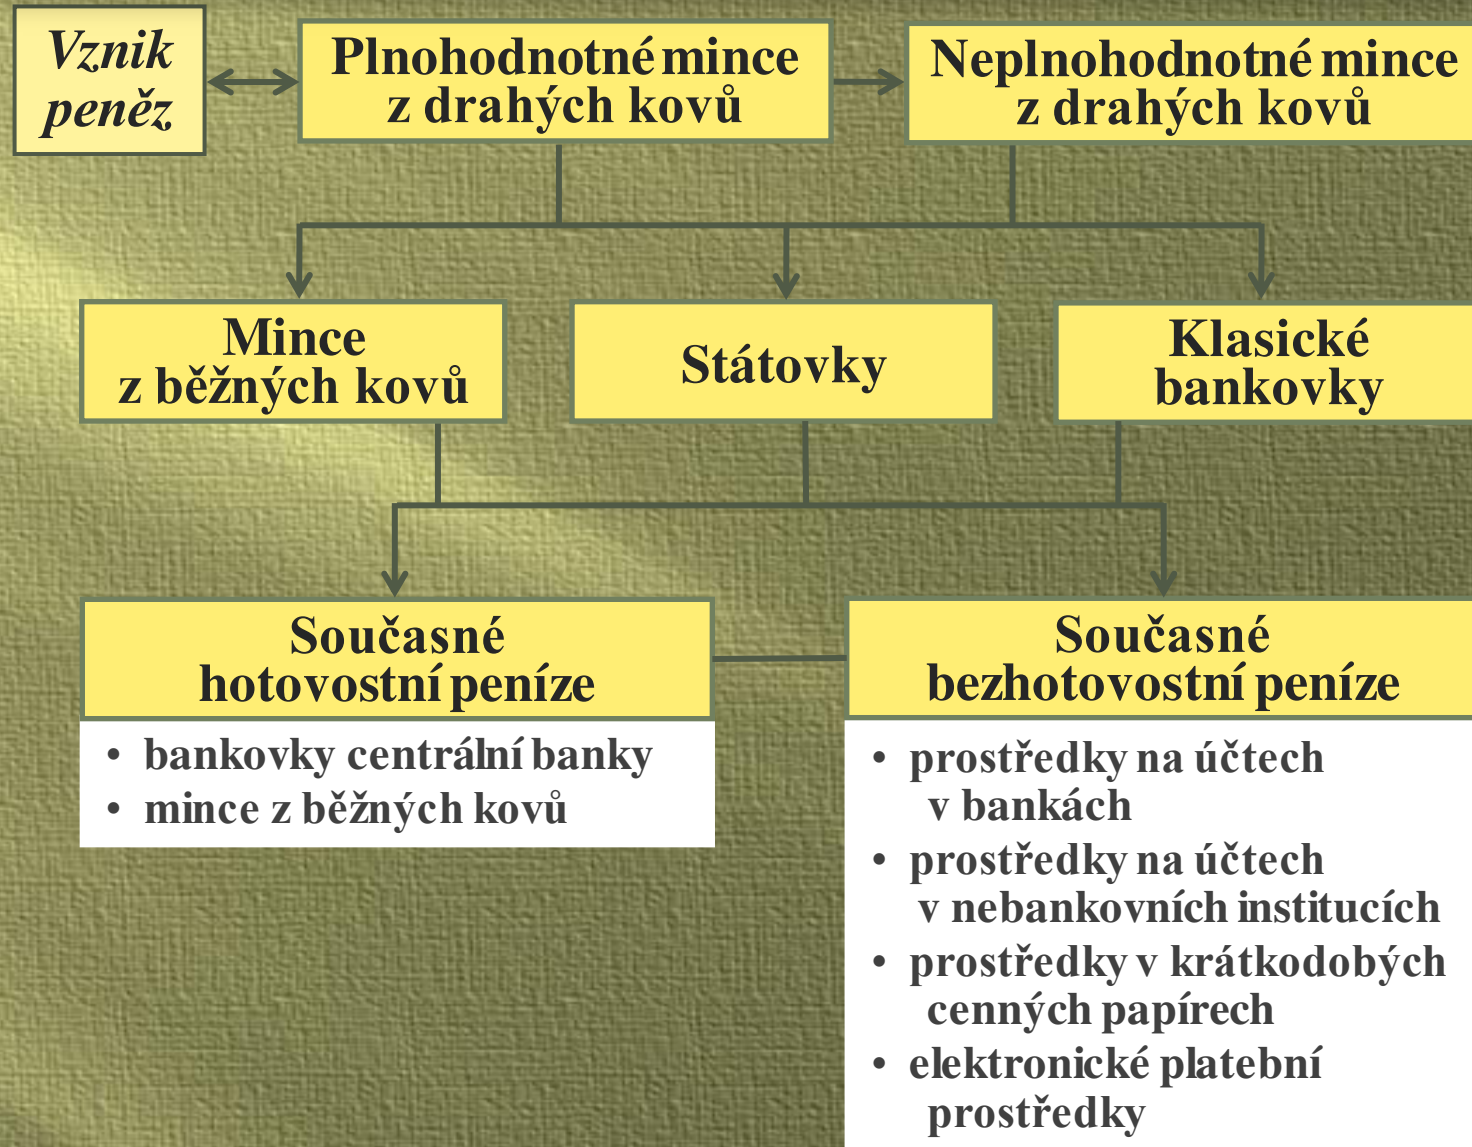 Vznik
peněz
Plnohodnotné mince
z drahých kovů
Neplnohodnotné mince
z drahých kovů
Mince
z běžných kovů
Státovky
Klasické
bankovky
Současné
hotovostní peníze
• bankovky centrální banky
• mince z běžných kovů
Současné
bezhotovostní peníze
• prostředky na účtech
v bankách
• prostředky na účtech
v nebankovních institucích
• prostředky v krátkodobých
cenných papírech
• elektronické platební
prostředky